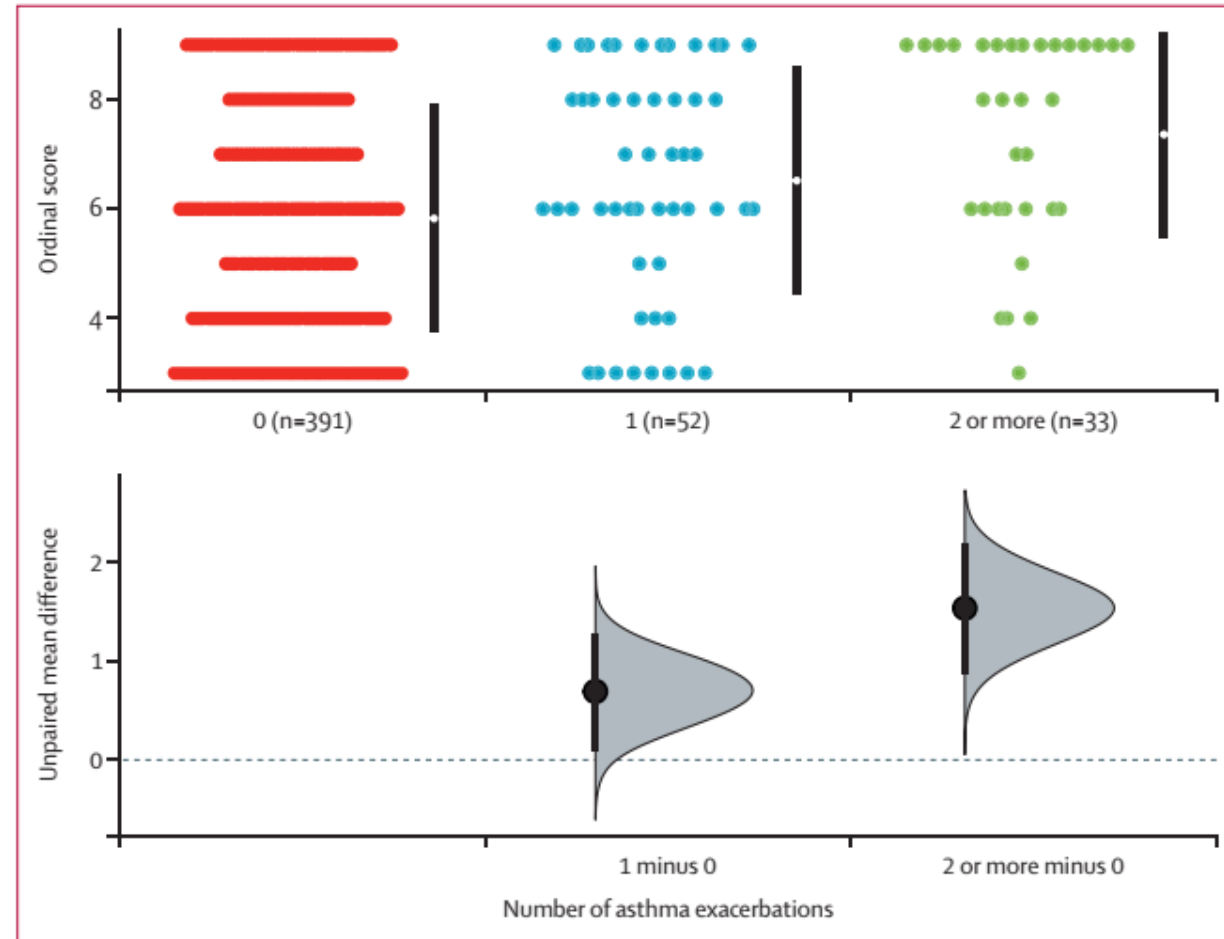 Ordinal score
8
6
4
0 (n=391)
1 (n=52)
2 or more (n=33)
Unpaired mean difference
2
1
0
1 minus 0
2 or more minus 0
Number of asthma exacerbations